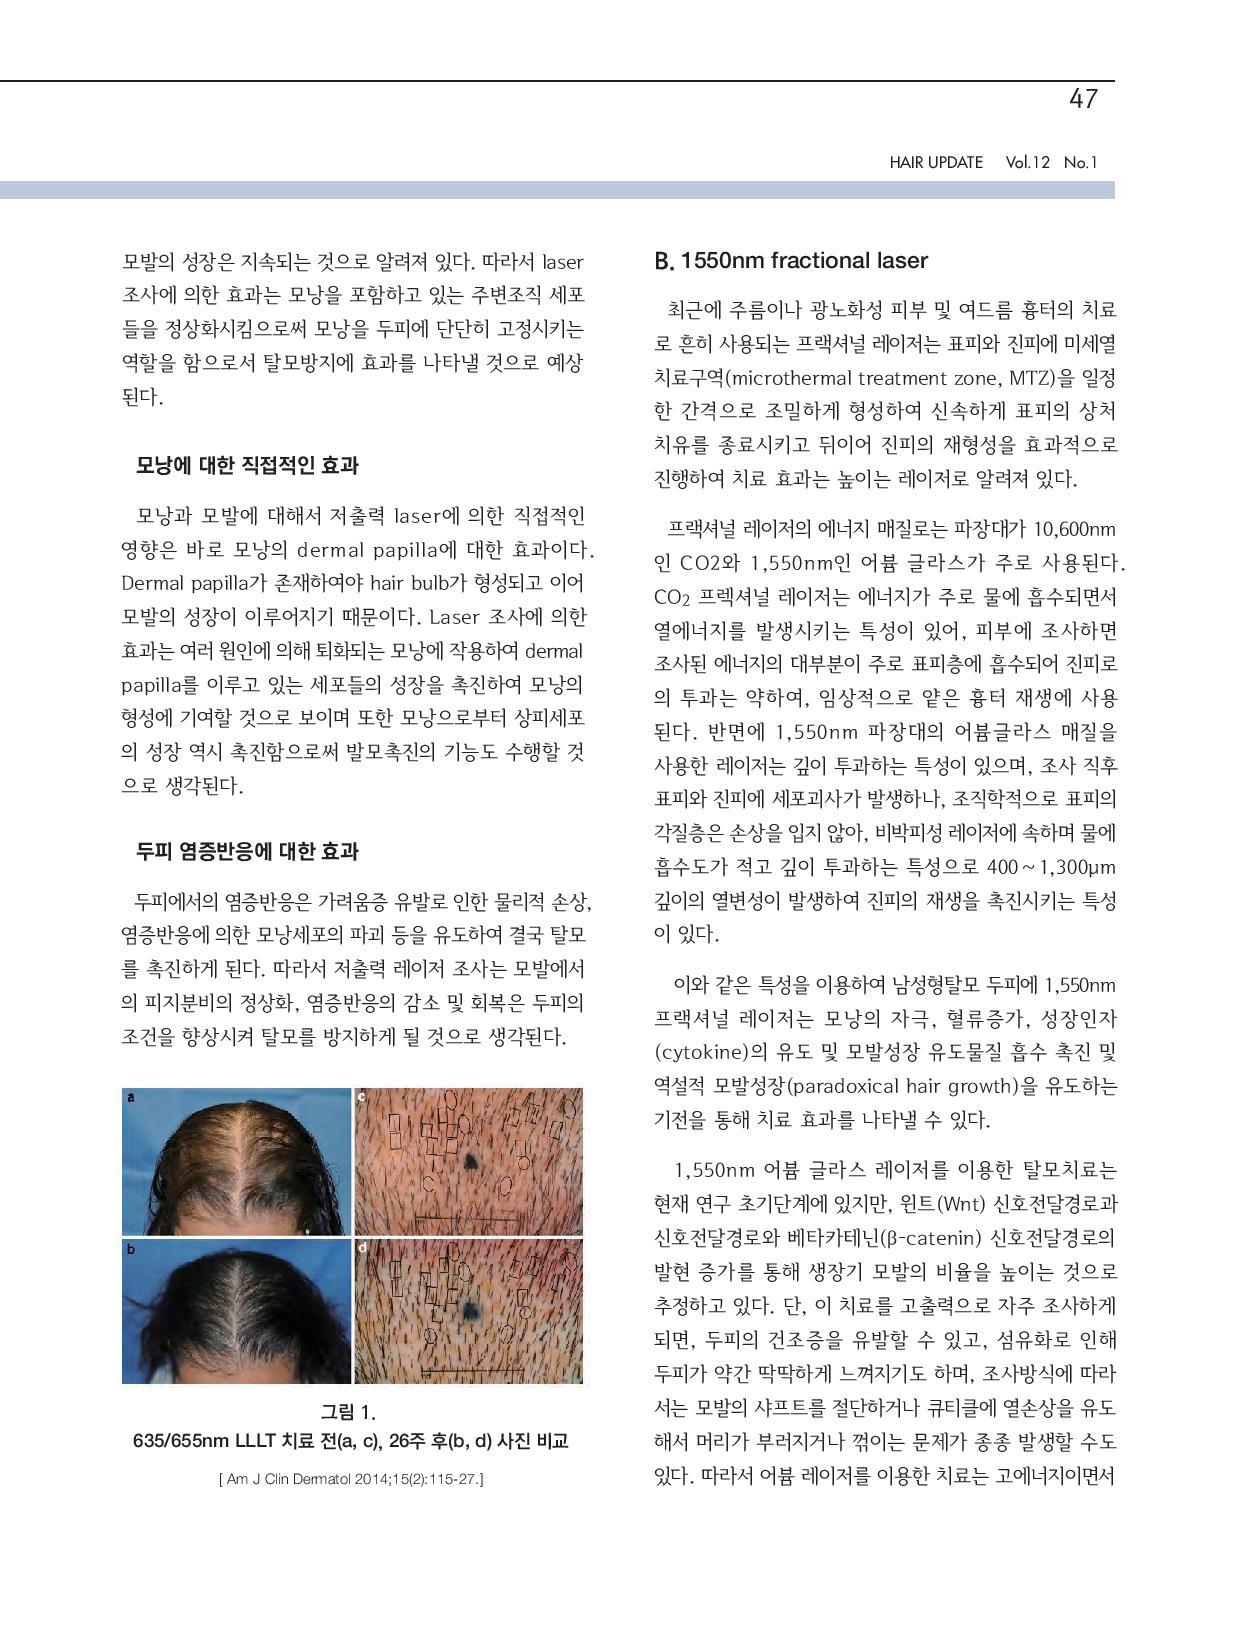 47
HAIR UPDATE Vol.12 No.1
모발의 성장은 지속되는 것으로 알려져 있다. 따라서 laser
조사에 의한 효과는 모낭을 포함하고 있는 주변조직 세포
들을 정상화시킴으로써 모낭을 두피에 단단히 고정시키는
역할을 함으로서 탈모방지에 효과를 나타낼 것으로 예상
된다.
모낭에 대한 직접적인 효과
모낭과 모발에 대해서 저출력 laser에 의한 직접적인
영향은 바로 모낭의 dermal papilla에 대한 효과이다.
Dermal papilla가 존재하여야 hair bulb가 형성되고 이어
모발의 성장이 이루어지기 때문이다. Laser 조사에 의한
효과는 여러 원인에 의해 퇴화되는 모낭에 작용하여 dermal
papilla를 이루고 있는 세포들의 성장을 촉진하여 모낭의
형성에 기여할 것으로 보이며 또한 모낭으로부터 상피세포
의 성장 역시 촉진함으로써 발모촉진의 기능도 수행할 것
으로 생각된다.
두피 염증반응에 대한 효과
두피에서의 염증반응은 가려움증 유발로 인한 물리적 손상,
염증반응에 의한 모낭세포의 파괴 등을 유도하여 결국 탈모
를 촉진하게 된다. 따라서 저출력 레이저 조사는 모발에서
의 피지분비의 정상화, 염증반응의 감소 및 회복은 두피의
조건을 향상시켜 탈모를 방지하게 될 것으로 생각된다.
a
c
b
d
그림 1.
635/655nm LLLT 치료 전(a, c), 26주 후(b, d) 사진 비교
[ Am J Clin Dermatol 2014;15(2):115-27.]
B. 1550nm fractional laser
최근에 주름이나 광노화성 피부 및 여드름 흉터의 치료
로 흔히 사용되는 프랙셔널 레이저는 표피와 진피에 미세열
치료구역(microthermal treatment zone, MTZ)을 일정
한 간격으로 조밀하게 형성하여 신속하게 표피의 상처
치유를 종료시키고 뒤이어 진피의 재형성을 효과적으로
진행하여 치료 효과는 높이는 레이저로 알려져 있다.
프랙셔널 레이저의 에너지 매질로는 파장대가 10,600nm
인 CO2와 1,550nm인 어븀 글라스가 주로 사용된다.
CO₂ 프렉셔널 레이저는 에너지가 주로 물에 흡수되면서
열에너지를 발생시키는 특성이 있어, 피부에 조사하면
조사된 에너지의 대부분이 주로 표피층에 흡수되어 진피로
의 투과는 약하여, 임상적으로 얕은 흉터 재생에 사용
된다. 반면에 1,550nm 파장대의 어븀글라스 매질을
사용한 레이저는 깊이 투과하는 특성이 있으며, 조사 직후
표피와 진피에 세포괴사가 발생하나, 조직학적으로 표피의
각질층은 손상을 입지 않아, 비박피성 레이저에 속하며 물에
흡수도가 적고 깊이 투과하는 특성으로 400~1,300μm
깊이의 열변성이 발생하여 진피의 재생을 촉진시키는 특성
이 있다.
이와 같은 특성을 이용하여 남성형탈모 두피에 1,550nm
프랙셔널 레이저는 모낭의 자극, 혈류증가, 성장인자
(cytokine)의 유도 및 모발성장 유도물질 흡수 촉진 및
역설적 모발성장(paradoxical hair growth)을 유도하는
기전을 통해 치료 효과를 나타낼 수 있다.
1,550nm 어븀 글라스 레이저를 이용한 탈모치료는
현재 연구 초기단계에 있지만, 윈트(Wnt) 신호전달경로과
신호전달경로와 베타카테닌(β-catenin) 신호전달경로의
발현 증가를 통해 생장기 모발의 비율을 높이는 것으로
추정하고 있다. 단, 이 치료를 고출력으로 자주 조사하게
되면, 두피의 건조증을 유발할 수 있고, 섬유화로 인해
두피가 약간 딱딱하게 느껴지기도 하며, 조사방식에 따라
서는 모발의 샤프트를 절단하거나 큐티클에 열손상을 유도
해서 머리가 부러지거나 꺾이는 문제가 종종 발생할 수도
있다. 따라서 어븀 레이저를 이용한 치료는 고에너지이면서